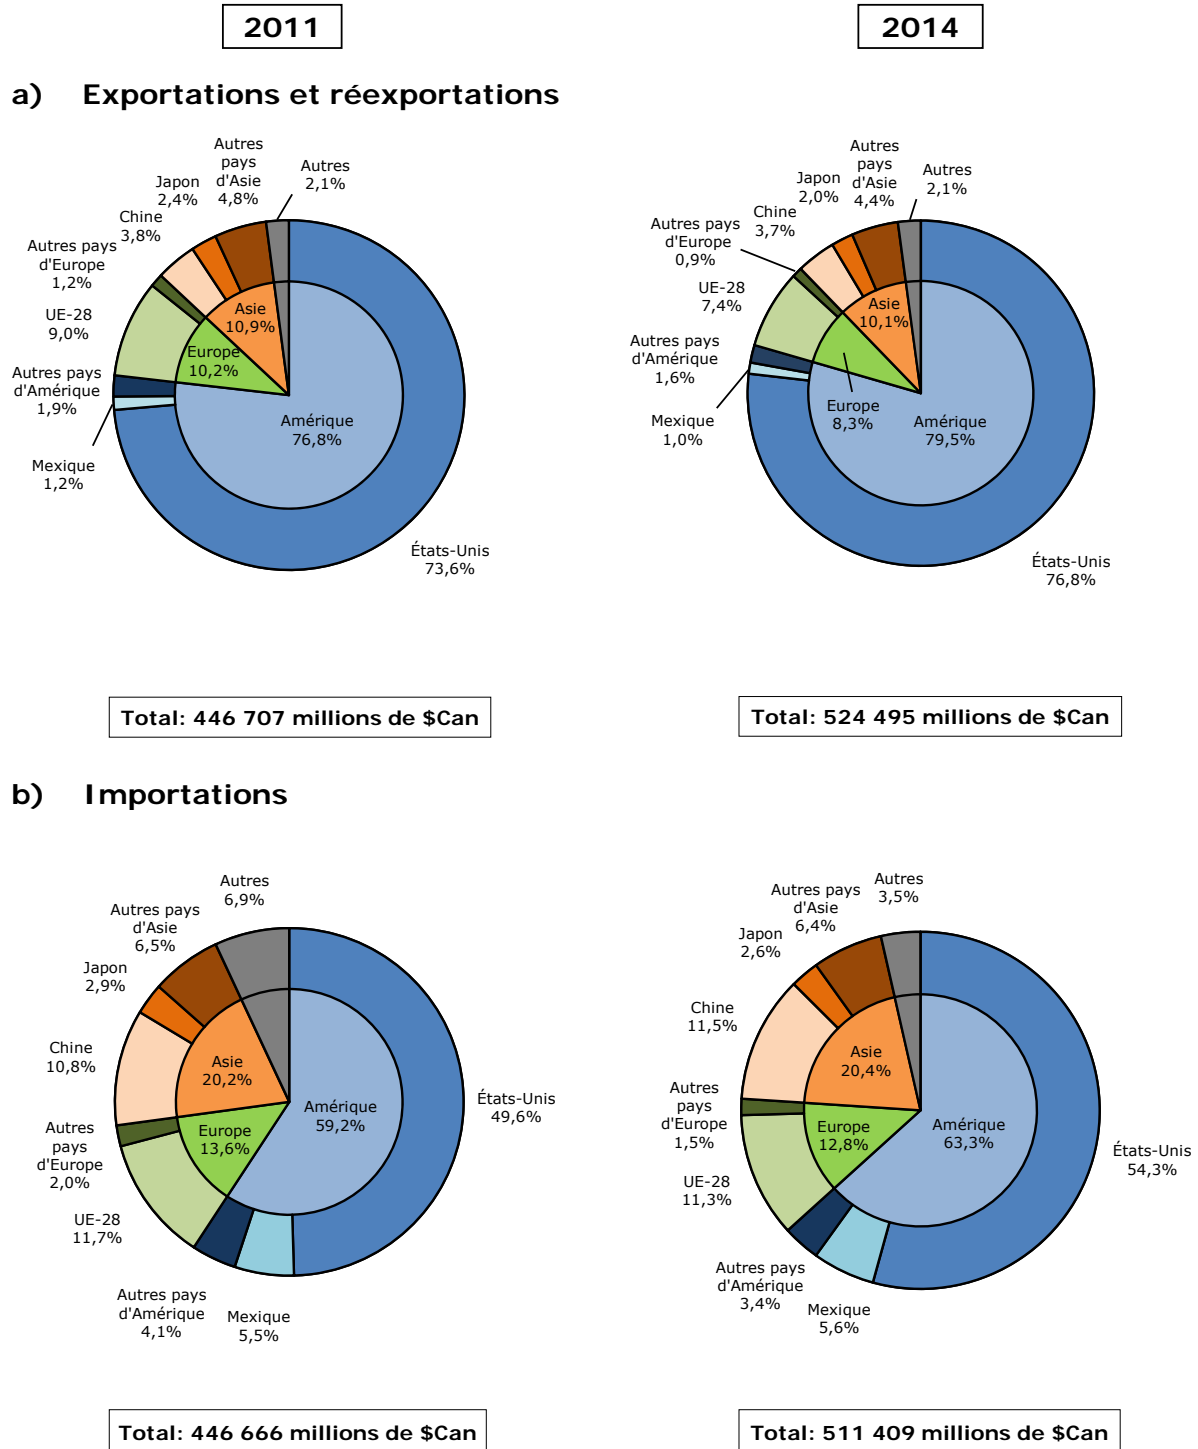 2011
2014
a) Exportations et réexportations
Autres
pays
d'Asie
4,8%
Autres
2,1%
Japon
2,4%
Chine
3,8%
Autres pays
d'Europe
1,2%
UE-28
9,0%
Autres pays
d'Amérique
1,9%
Mexique
1,2%
Asie
10,9%
Europe
10,2%
Amérique
76,8%
États-Unis
73,6%
Total: 446 707 millions de $Can
Autres
pays
d'Asie
4,4%
Autres
2,1%
Japon
2,0%
Chine
3,7%
Autres pays
d'Europe
0,9%
UE-28
7,4%
Autres pays
d'Amérique
1,6%
Mexique
1,0%
Asie
10,1%
Europe
8,3%
Amérique
79,5%
États-Unis
76,8%
Total: 524 495 millions de $Can
b) Importations
Autres
6,9%
Autres pays
d'Asie
6,5%
Japon
2,9%
Chine
10,8%
Autres
pays
d'Europe
2,0%
UE-28
11,7%
Autres pays
d'Amérique
4,1%
Mexique
5,5%
Asie
20,2%
Europe
13,6%
Amérique
59,2%
États-Unis
49,6%
Total: 446 666 millions de $Can
Autres
3,5%
Autres pays
d'Asie
6,4%
Japon
2,6%
Chine
11,5%
Autres
pays
d'Europe
1,5%
UE-28
11,3%
Autres pays
d'Amérique
3,4%
Mexique
5,6%
Asie
20,4%
Europe
12,8%
Amérique
63,3%
États-Unis
54,3%
Total: 511 409 millions de $Can